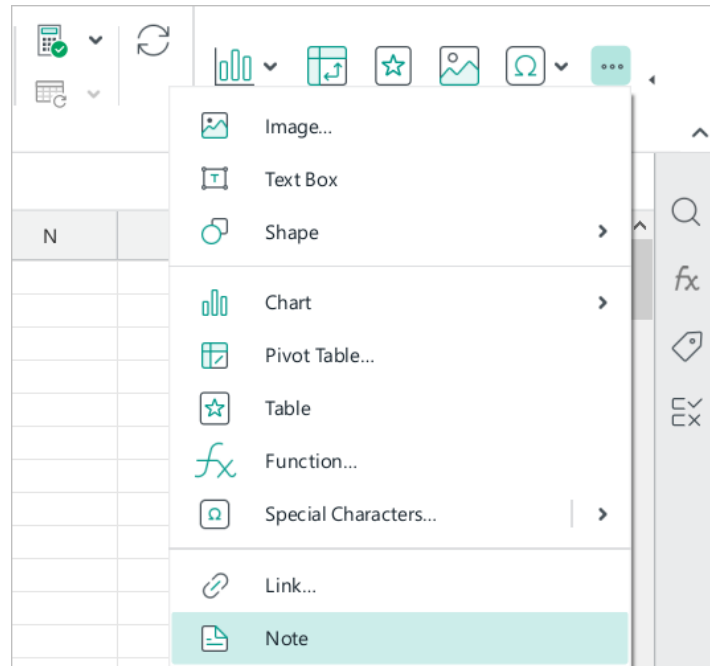 Image...
Text Box
N
Shape
Chart
Pivot Table...
Table
Function...
Special Characters...
Link...
Note